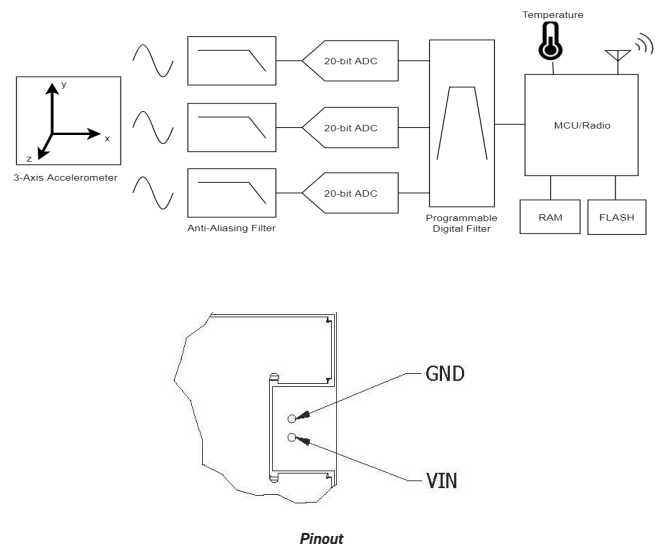 Temperature
y
x
z
3-Axis Accelerometer
20-bit ADC
20-bit ADC
20-bit ADC
Anti-Aliasing Filter
Programmable
Digital Filter
MCU/Radio
RAM
FLASH
GND
VIN
Pinout